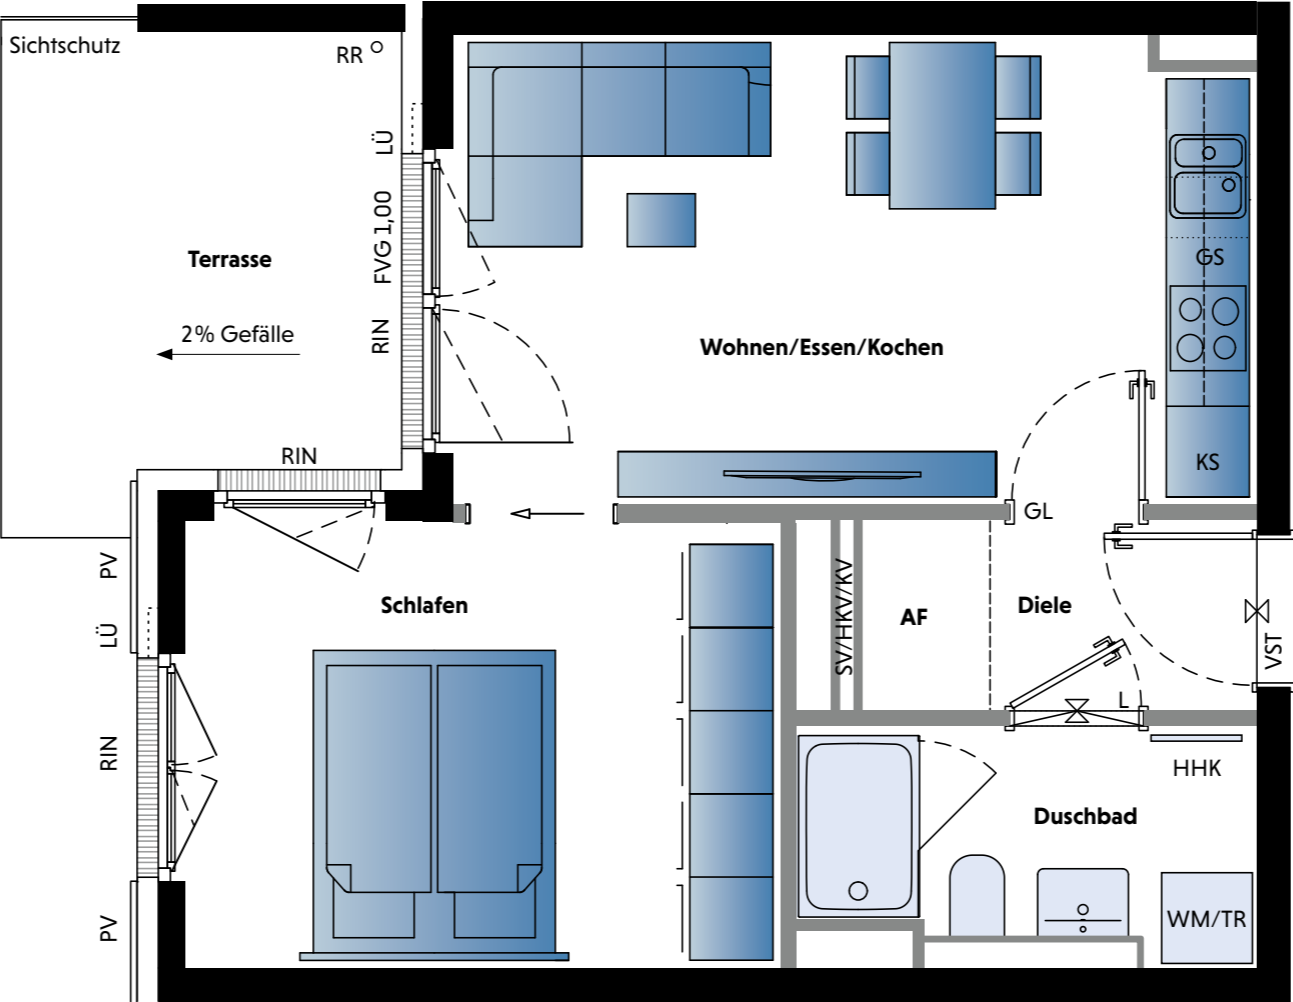 Sichtschutz
RR
LÜ
FVG 1,00
Terrasse
2% Gefälle
RIN
RIN
Wohnen/Essen/Kochen
GS
KS
GL
PV
LÜ
RIN
PV
Schlafen
SV/HKV/KV
AF
Diele
VST
L
HHK
Duschbad
WM/TR